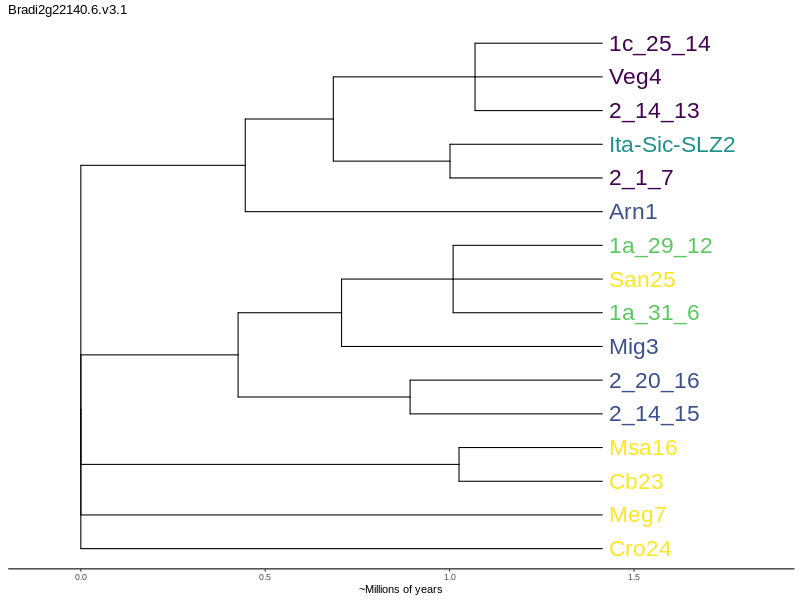 Bradi2g22140.6.v3.1
1c_25_14
Veg4
2_14_13
Ita-Sic-SLZ2
2_1_7
Arn1
1a_29_12
San25
1a_31_6
Mig3
2_20_16
2_14_15
Msa16
Cb23
Meg7
Cro24
0.0 0.5 1.0 1.5
~Millions of years